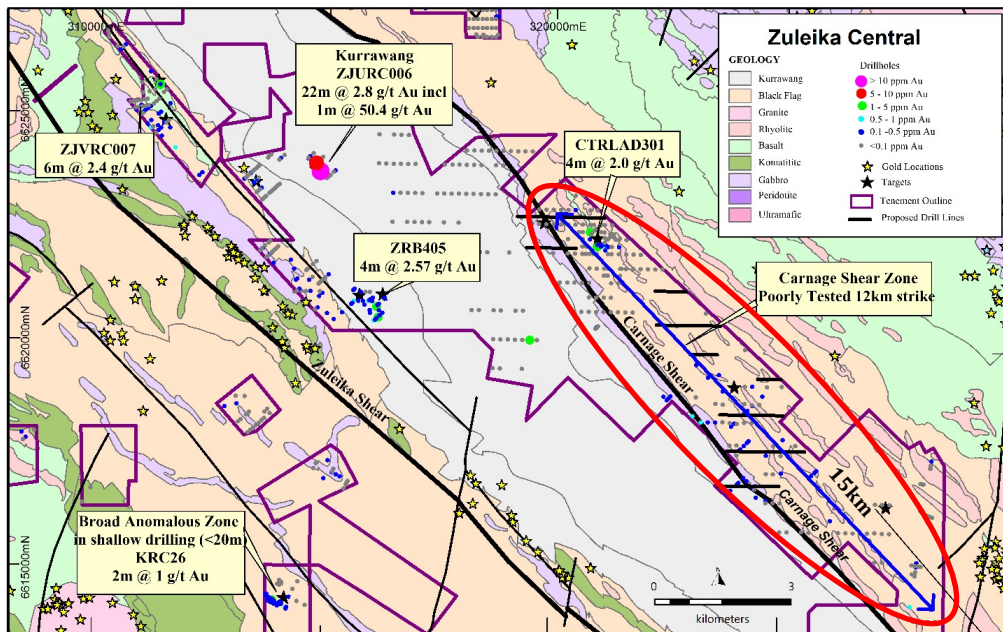 310000mE
320000mE
6625000mN
6620000mN
6615000mN
Kurrawang
ZJURC006
22m @ 2.8 g/t Au incl
1m @ 50.4 g/t Au
ZJVRC007
6m @ 2.4 g/t Au
CTRLAD301
4m @ 2.0 g/t Au
ZRB405
4m @ 2.57 g/t Au
Carnage Shear Zone
Poorly Tested 12km strike
Broad Anomalous Zone
in shallow drilling (<20m)
KRC26
2m @ 1 g/t Au
Zuleika Shear
Carnage Shear
Carnage Shear
15km
0
3
kilometers
Zuleika Central
GEOLOGY
Kurrawang
Black Flag
Granite
Rhyolite
Basalt
Komatitite
Gabbro
Peridotite
Ultramafic
Drillholes
> 10 ppm Au
5 - 10 ppm Au
1 - 5 ppm Au
0.5 - 1 ppm Au
0.1 -0.5 ppm Au
<0.1 ppm Au
Gold Locations
Targets
Tenement Outline
Proposed Drill Lines